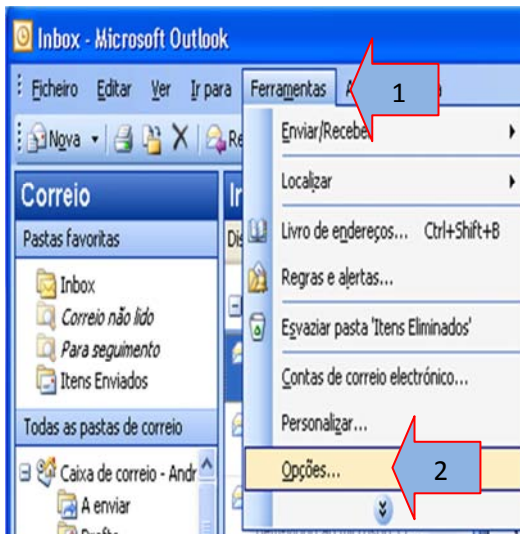 Inbox - Microsoft Outlook
Ficheiro Editar Ver Ir para Ferramentas
1
Nova
Enviar/Receber
Correio
Localizar
Pastas favoritas
Livro de endereços... Ctrl+Shift+B
Inbox
Regras e alertas...
Correio não lido
Para seguimento
Esvaziar pasta 'Itens Eliminados'
Itens Enviados
Contas de correio electrónico...
Todas as pastas de correio
Personalizar...
Caixa de correio - Andr
Opções...
2
A enviar